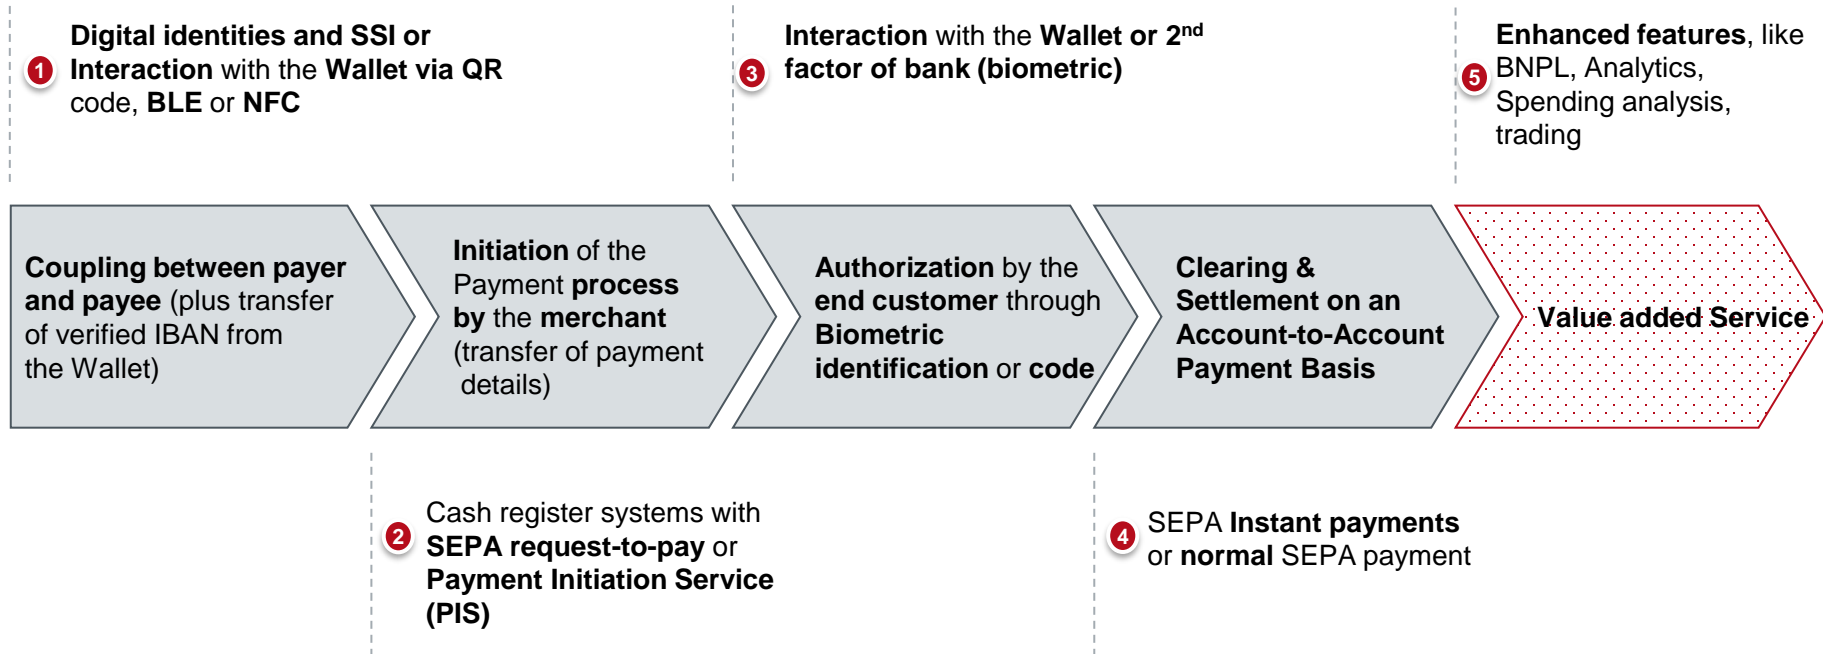 1
Digital identities and SSI or
Interaction with the Wallet via QR
code, BLE or NFC
3
Interaction with the Wallet or 2nd
factor of bank (biometric)
5
Enhanced features, like
BNPL, Analytics,
Spending analysis,
trading
Coupling between payer
and payee (plus transfer
of verified IBAN from
the Wallet)
Initiation of the
Payment process
by the merchant
(transfer of payment
details)
Authorization by the
end customer through
Biometric
identification or code
Clearing &
Settlement on an
Account-to-Account
Payment Basis
Value added Service
2
Cash register systems with
SEPA request-to-pay or
Payment Initiation Service
(PIS)
4
SEPA Instant payments
or normal SEPA payment